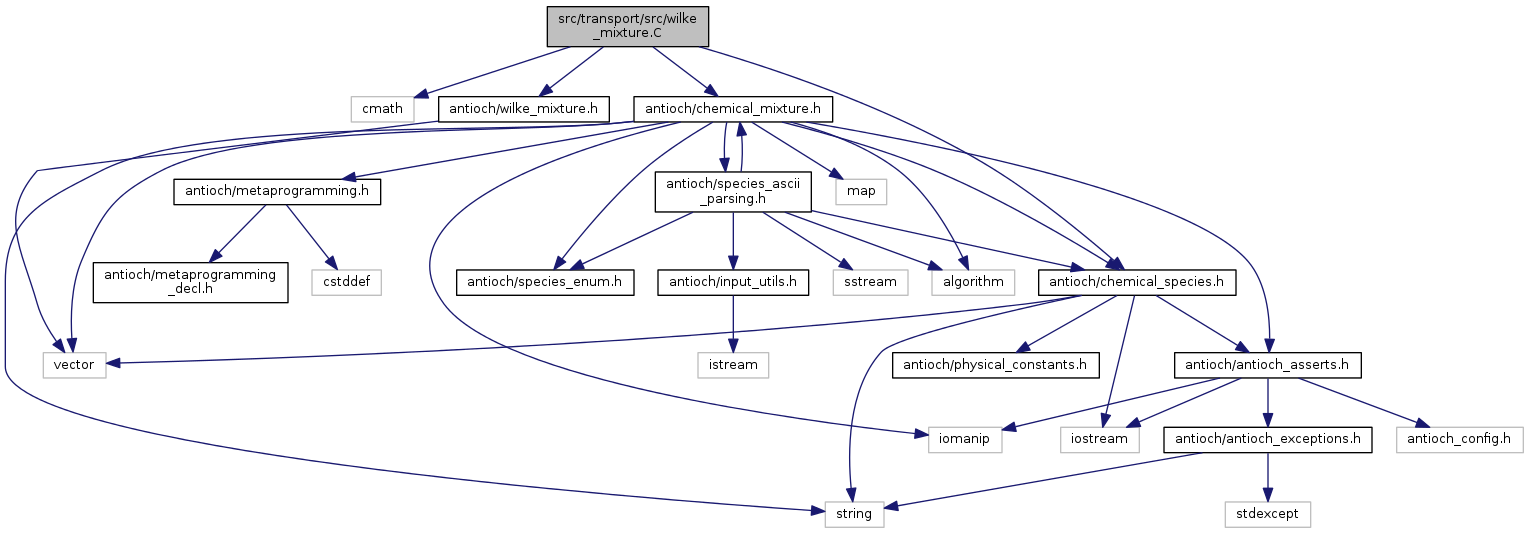 src/transport/src/wilke
_mixture.C
cmath
antioch/wilke_mixture.h
antioch/chemical_mixture.h
antioch/metaprogramming.h
antioch/species_ascii
_parsing.h
map
antioch/metaprogramming
_decl.h
cstddef
antioch/species_enum.h
antioch/input_utils.h
sstream
algorithm
antioch/chemical_species.h
vector
istream
antioch/physical_constants.h
antioch/antioch_asserts.h
iomanip
iostream
antioch/antioch_exceptions.h
antioch_config.h
string
stdexcept